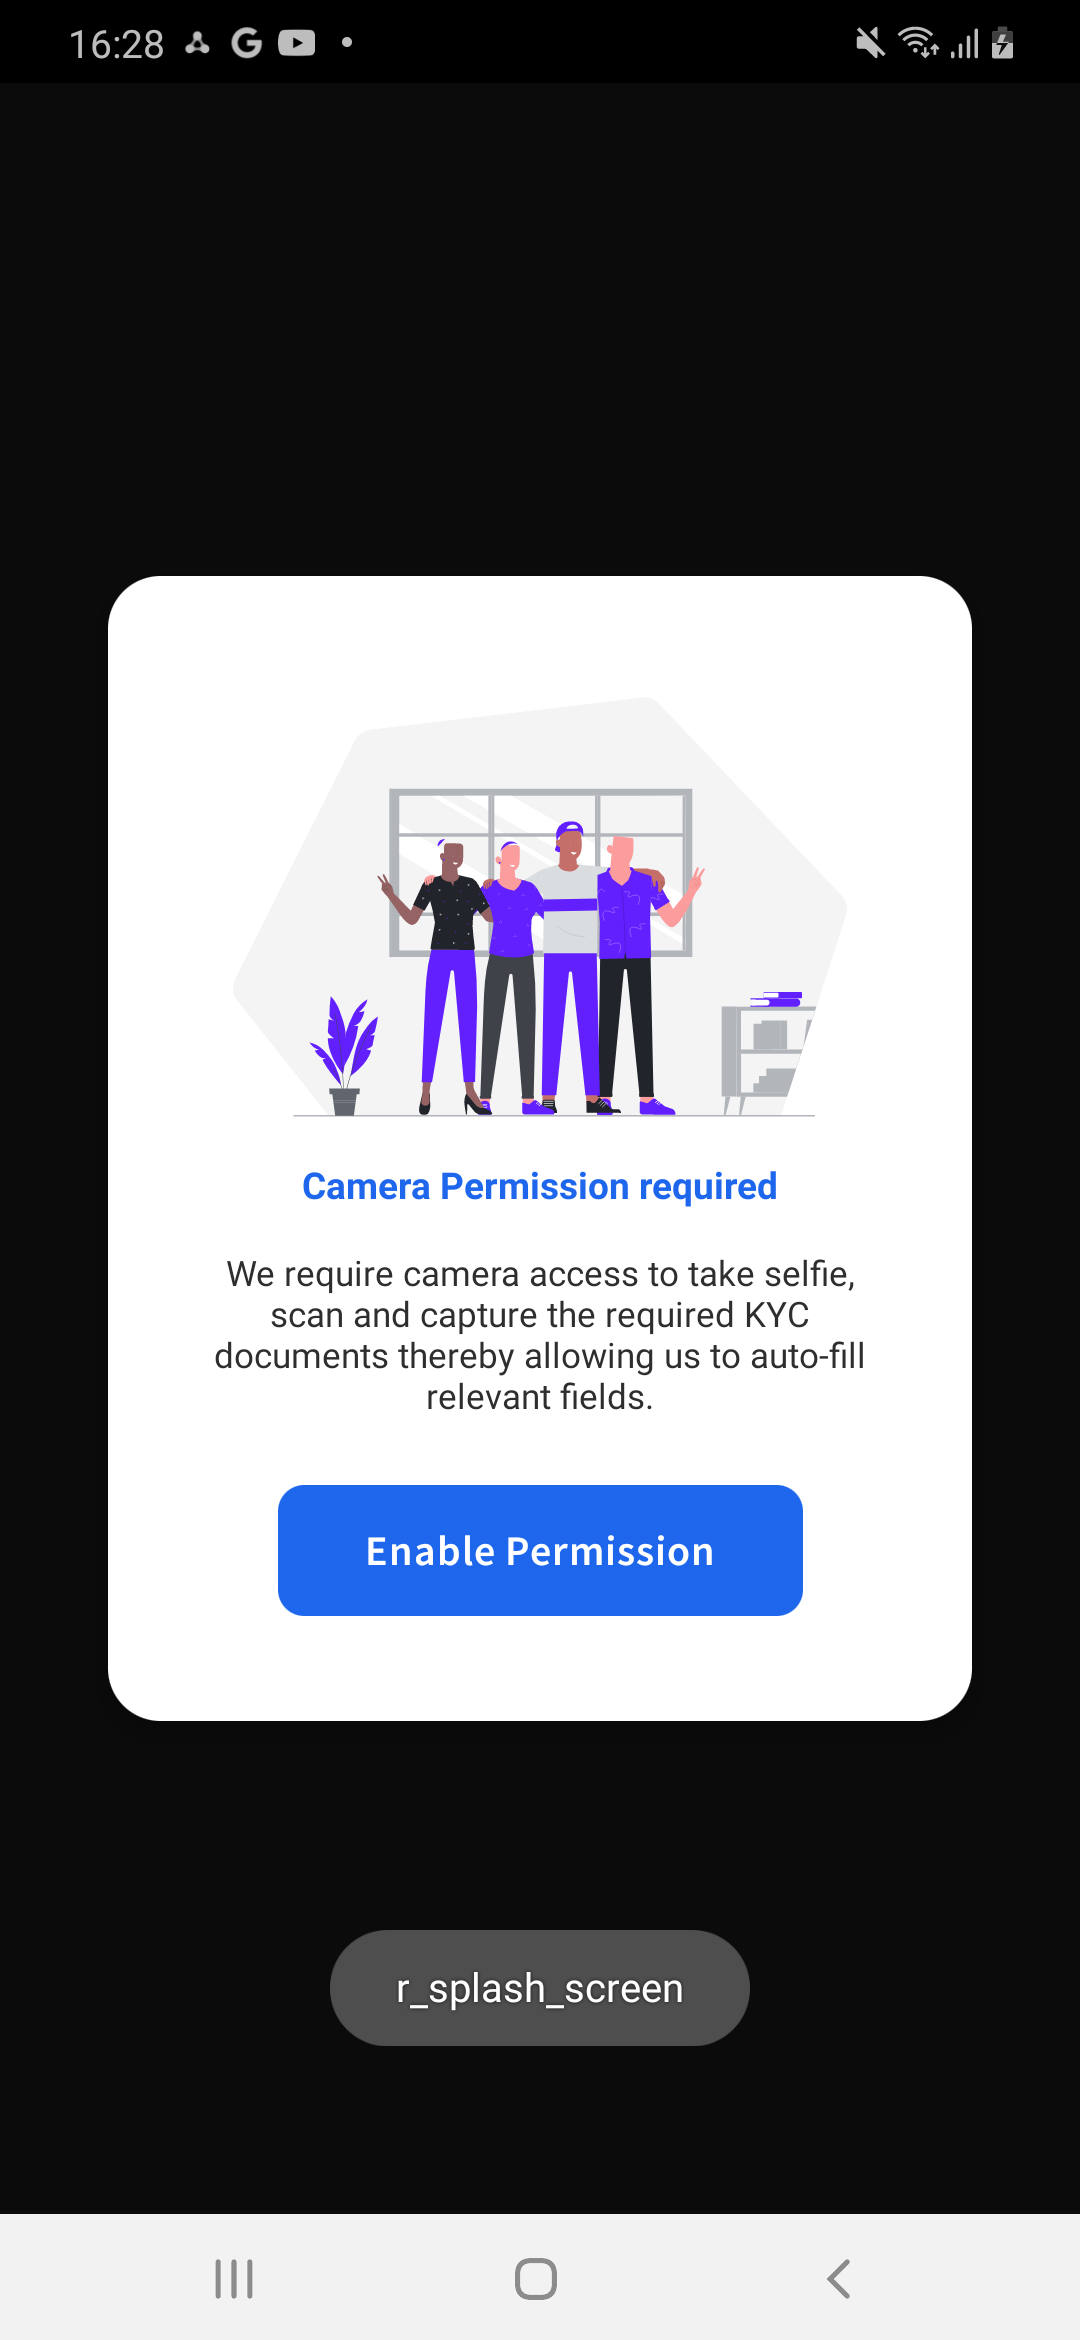 16:28
Camera Permission required
We require camera access to take selfie,
scan and capture the required KYC
documents thereby allowing us to auto-fill
relevant fields.
Enable Permission
r_splash_screen